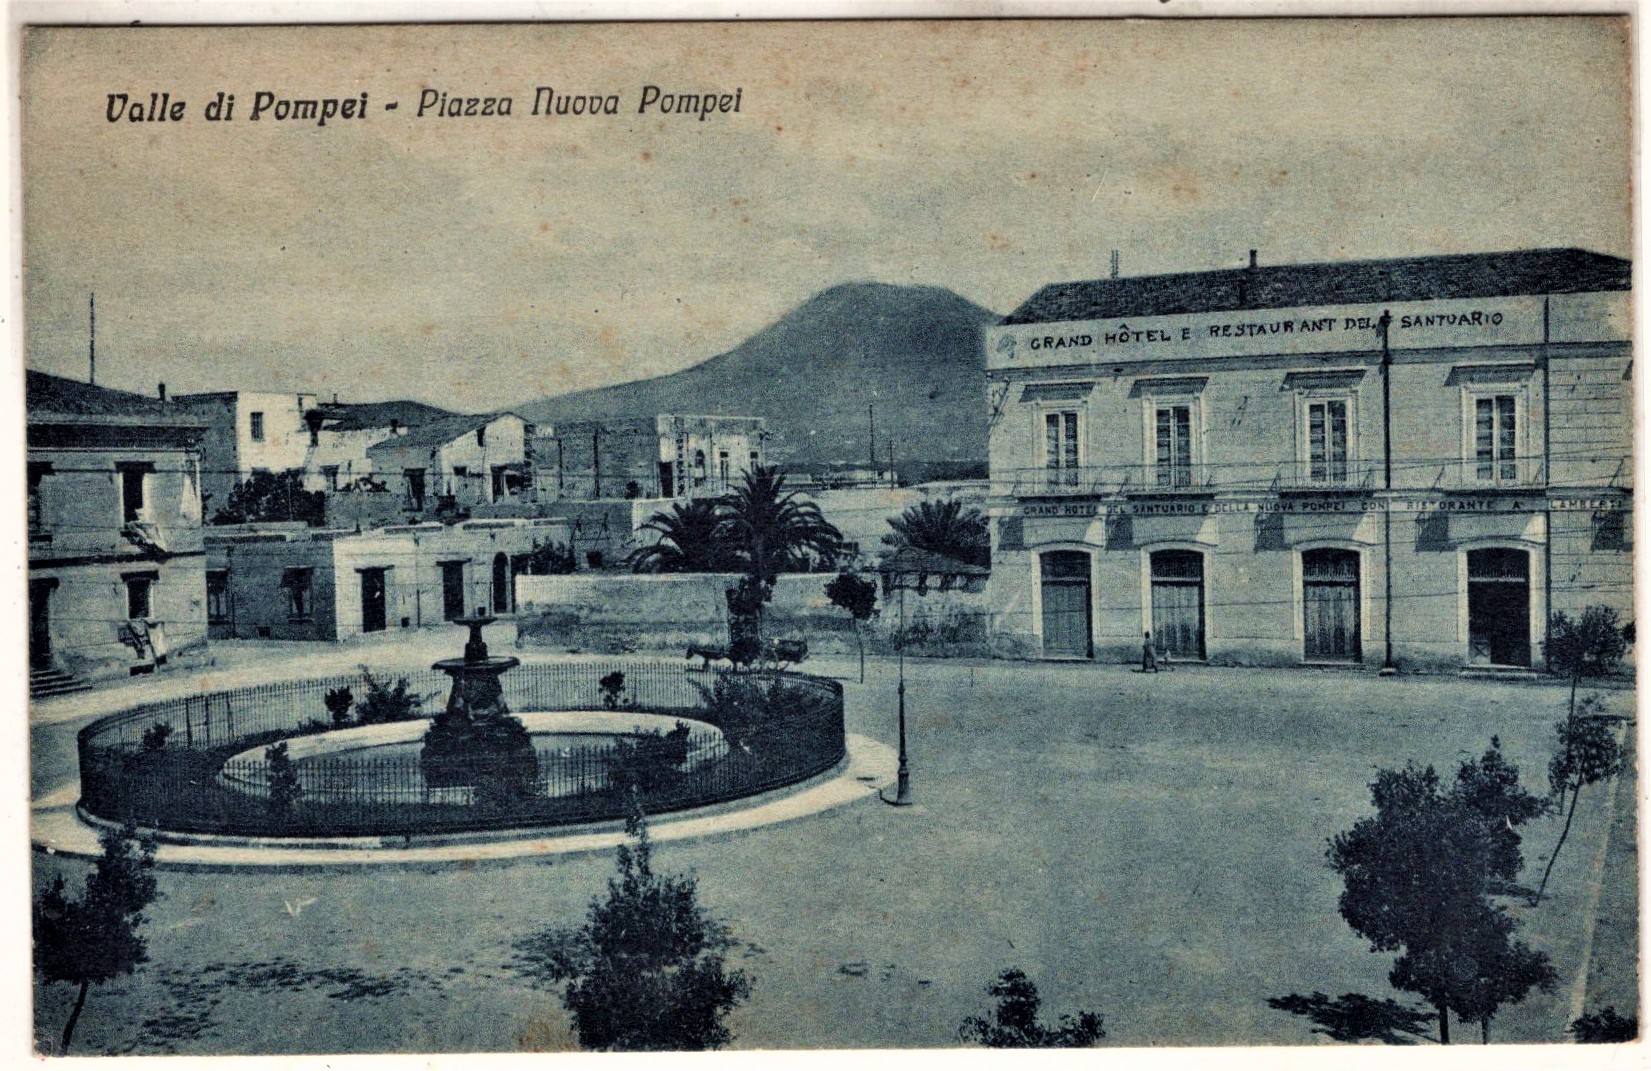 Valle di Pompei - Piazza Nuova Pompei
GRAND HÔTEL E RESTAURANT DEL SANTUARIO
GRAND HOTEL DEL SANTUARIO E DELLA NUOVA POMPEI CON RISTORANTE A